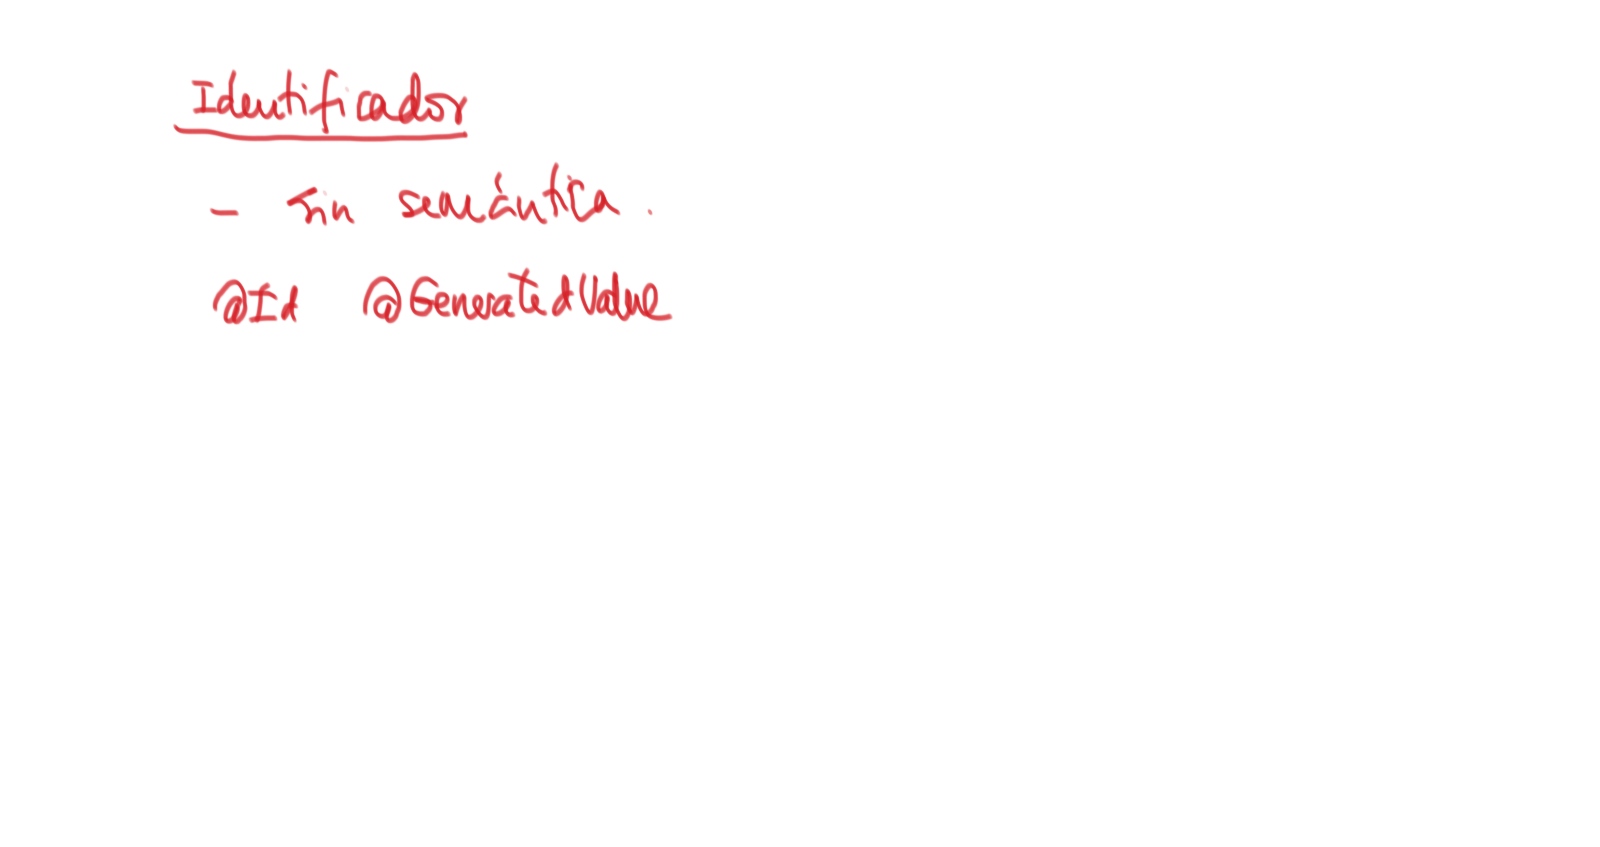 Identificador
- sin semántica.
@Id @GeneratedValue